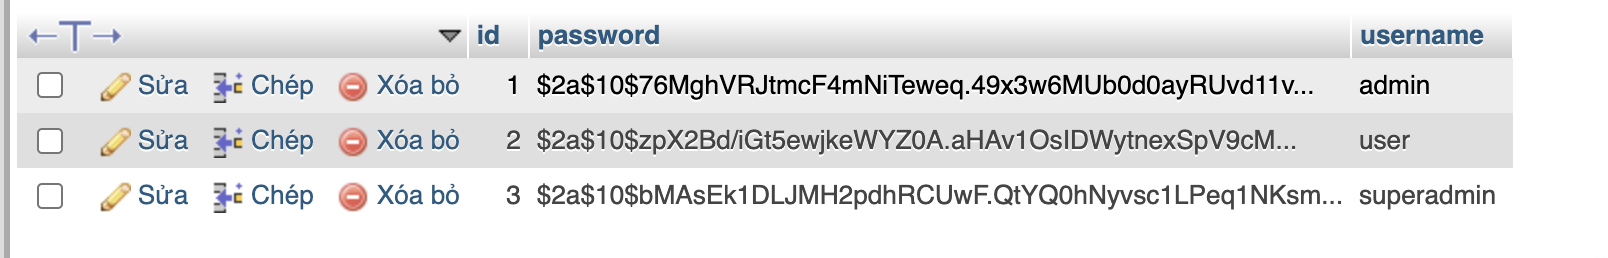 ←T→ id password username
Sửa Chép Xóa bỏ 1 $2a$10$76MghVRJtmcF4mNiTeweq.49x3w6MUb0d0ayRUvd11v... admin
Sửa Chép Xóa bỏ 2 $2a$10$zpX2Bd/iGt5ewjkeWYZ0A.aHAv1OsIDWytnexSpV9cM... user
Sửa Chép Xóa bỏ 3 $2a$10$bMAsEk1DLJMH2pdhRCUwF.QtYQ0hNyvsc1LPeq1NKsm... superadmin